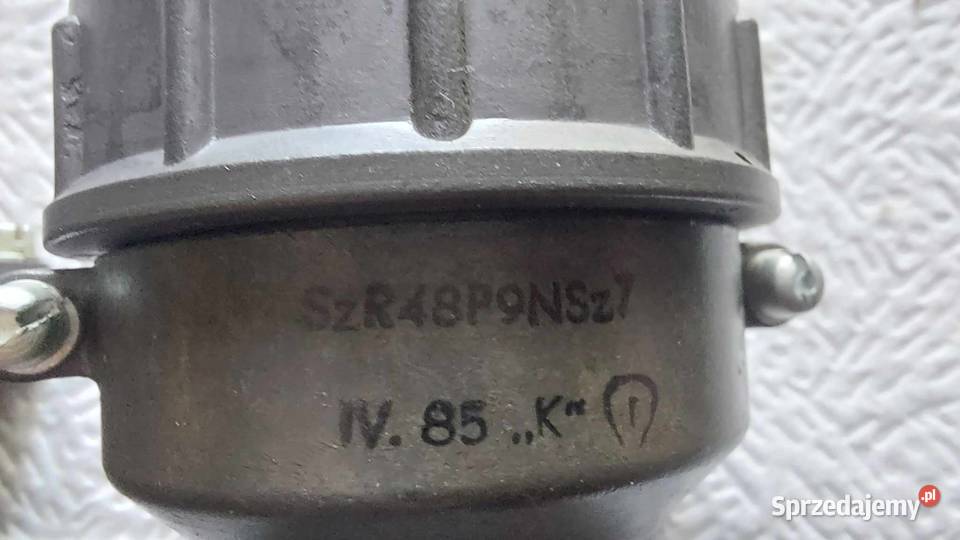 SzR48P9NSz7
IV. 85 „K"
Sprzedajemy.pl